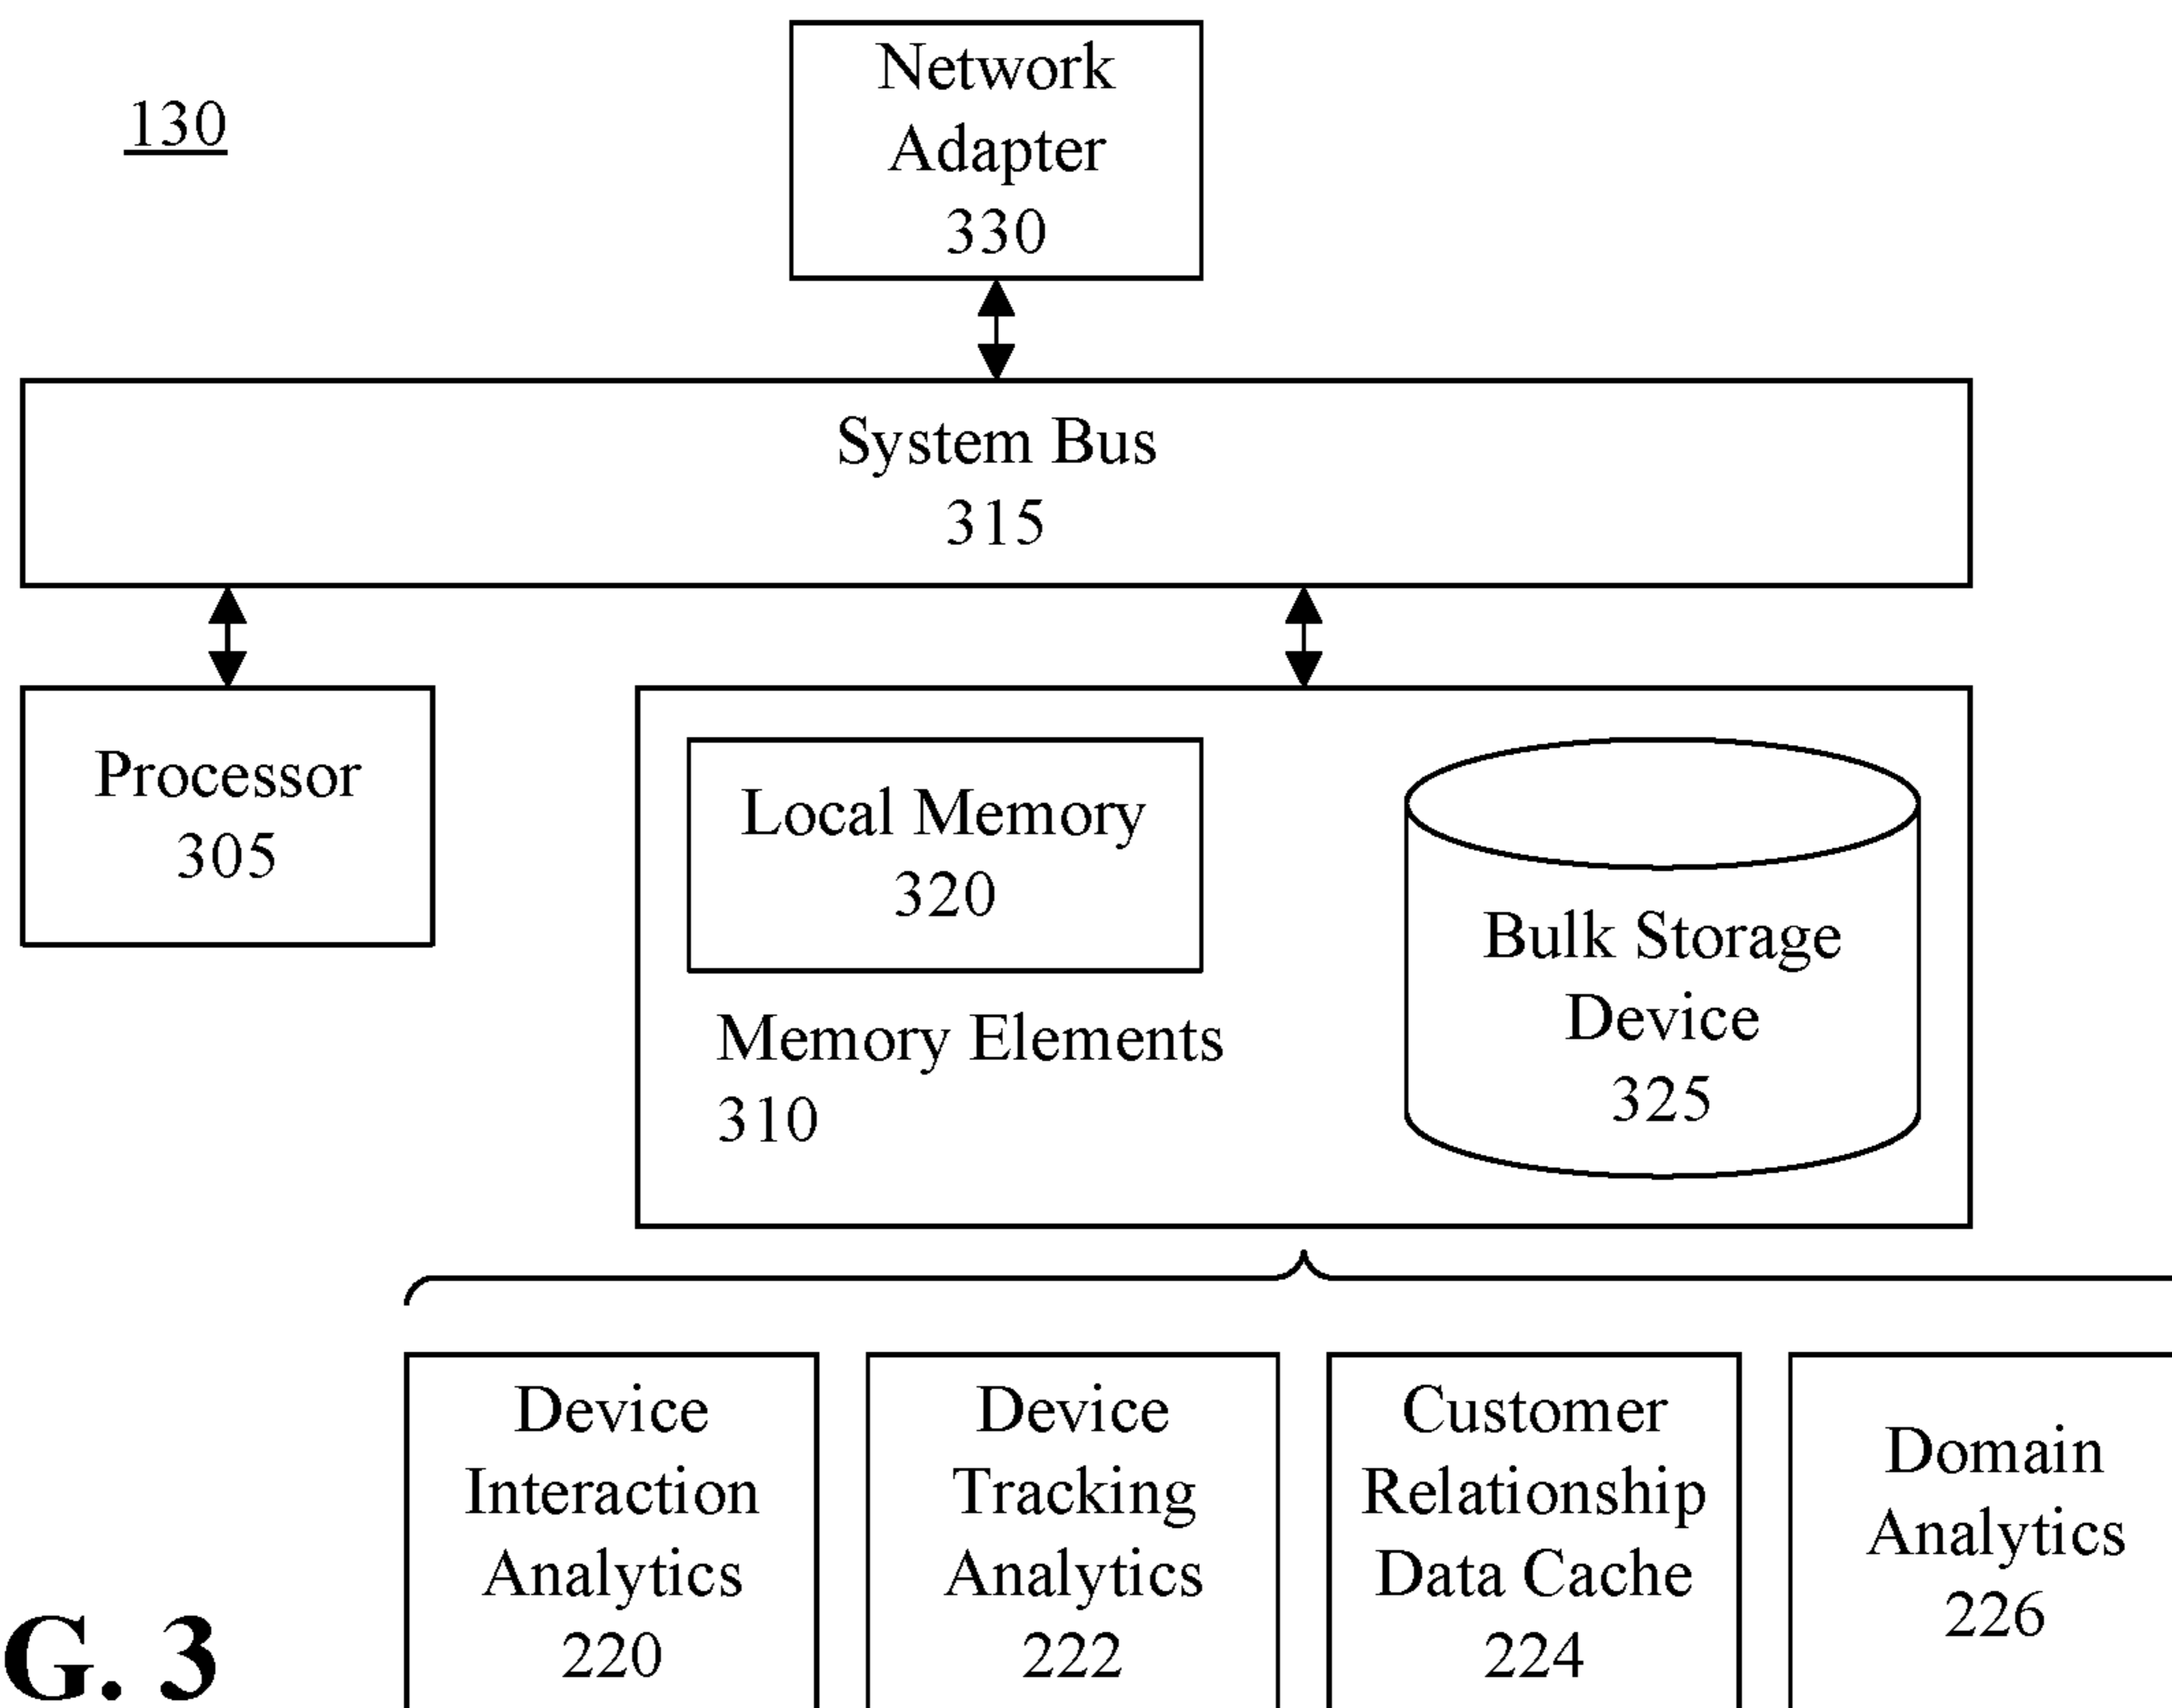 130
Network
Adapter
330
System Bus
315
Processor
305
Local Memory
320
Memory Elements
310
Bulk Storage
Device
325
Device
Interaction
Analytics
220
Device
Tracking
Analytics
222
Customer
Relationship
Data Cache
224
Domain
Analytics
226
G. 3